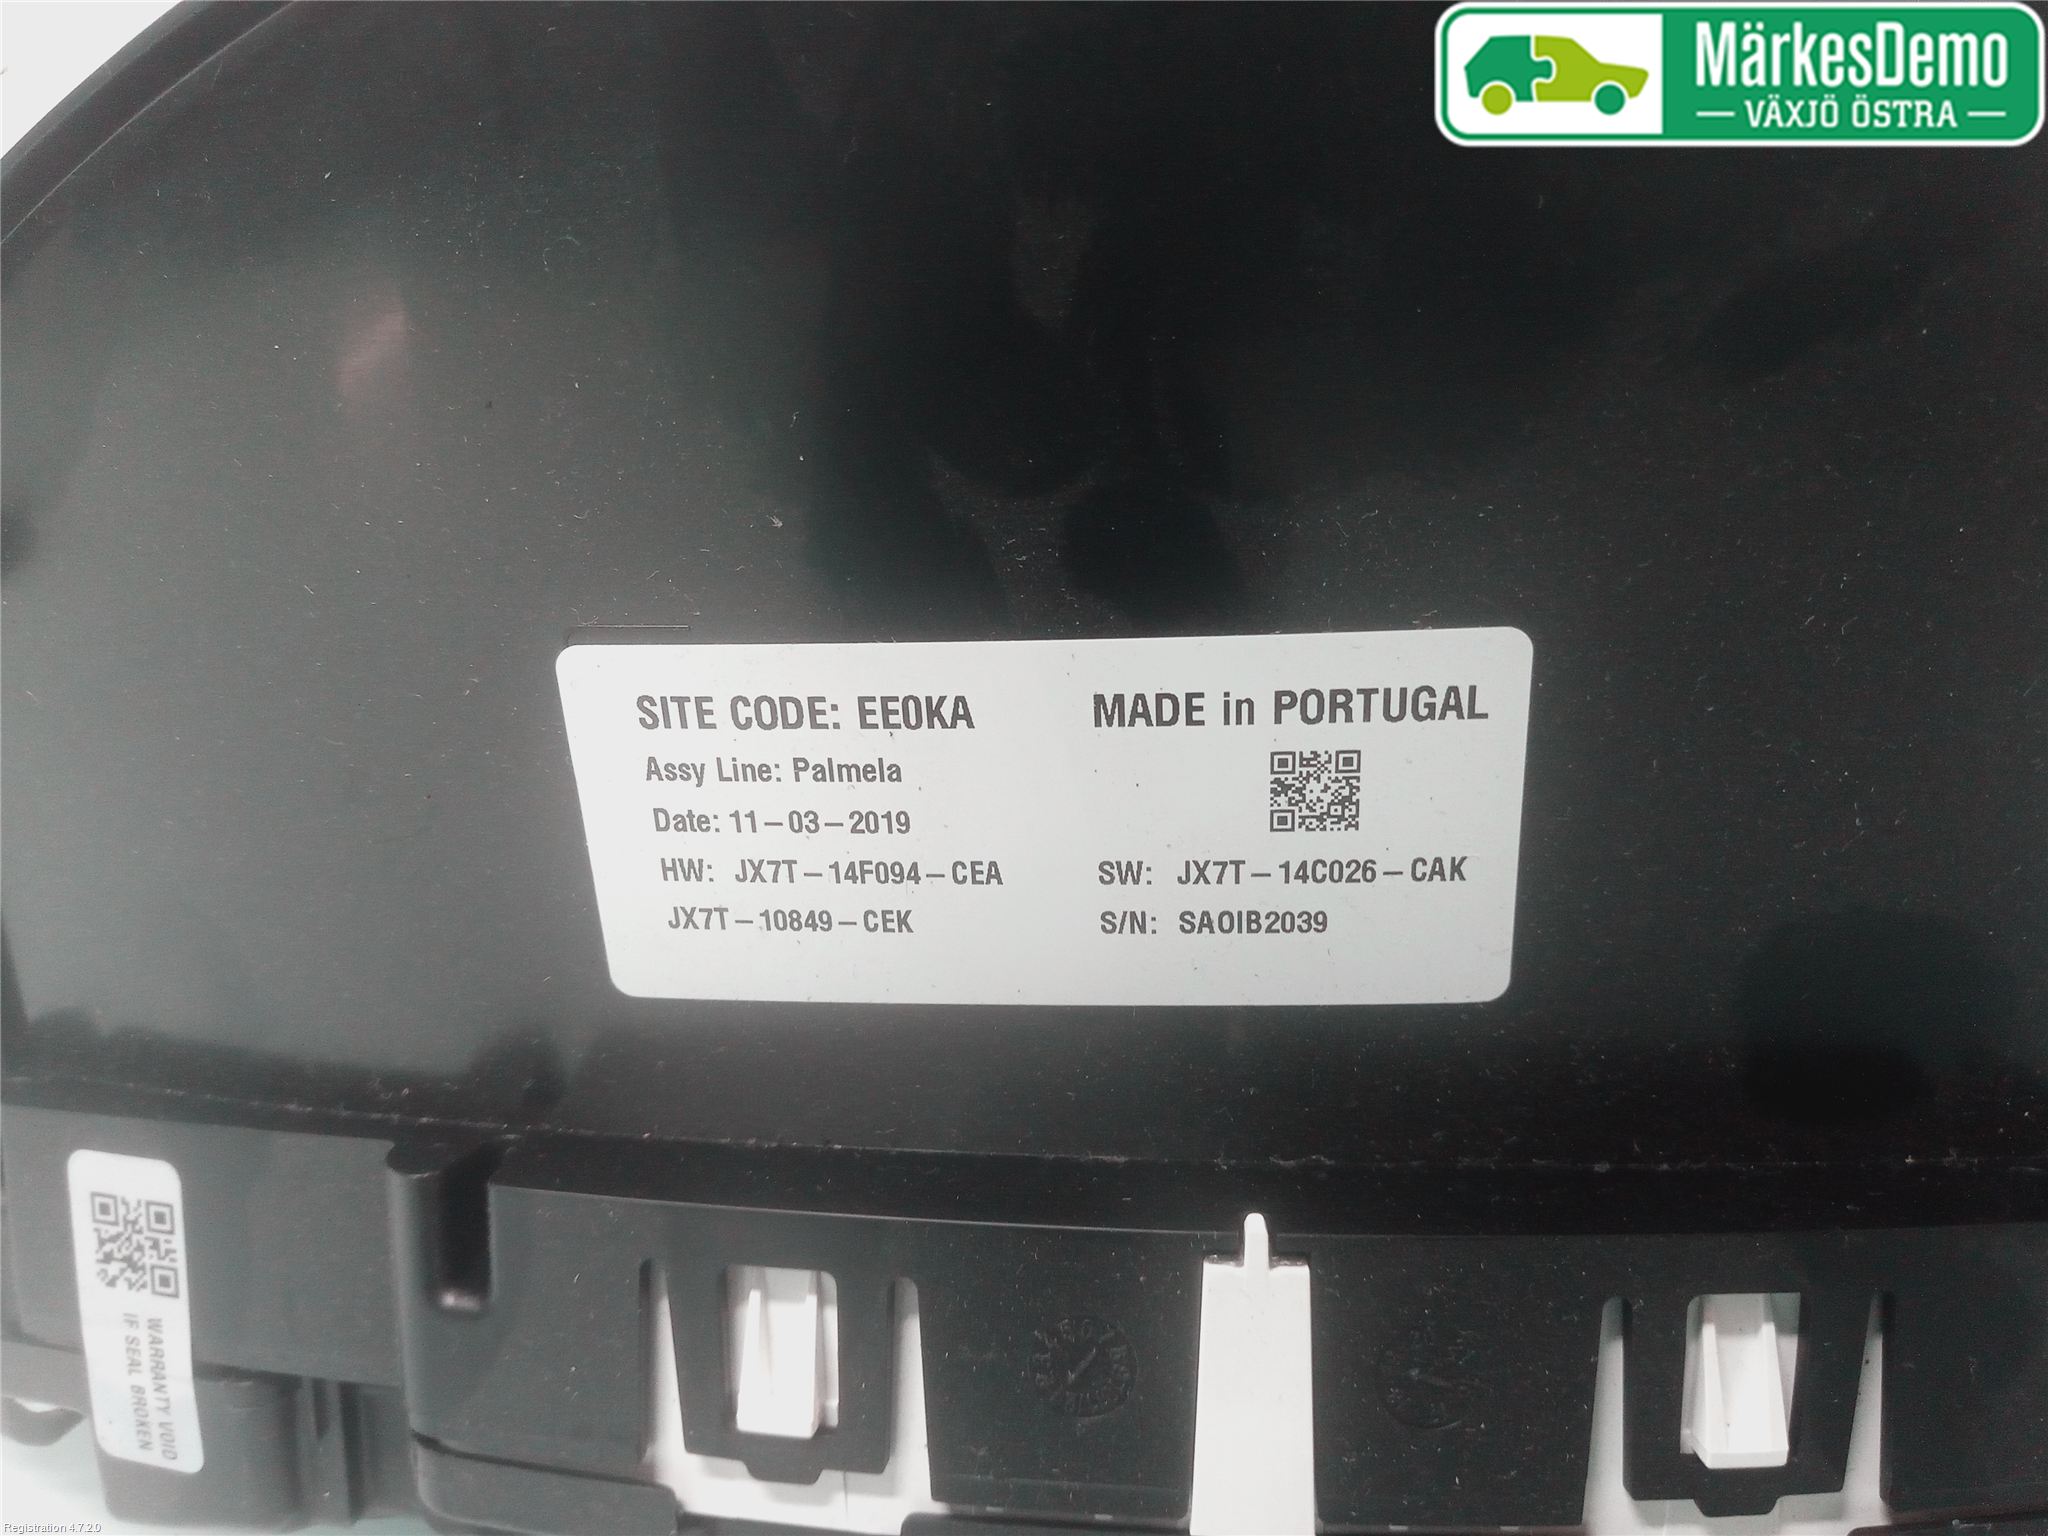 MärkesDemo
— VÄXJÖ ÖSTRA —
SITE CODE: EE0KA
MADE in PORTUGAL
Assy Line: Palmela
Date: 11-03-2019
HW: JX7T-14F094-CEA
SW: JX7T-14C026-CAK
JX7T-10849-CEK
S/N: SAOIB2039
WARRANTY VOID
IF SEAL BROKEN
Registration 4.7.2.0